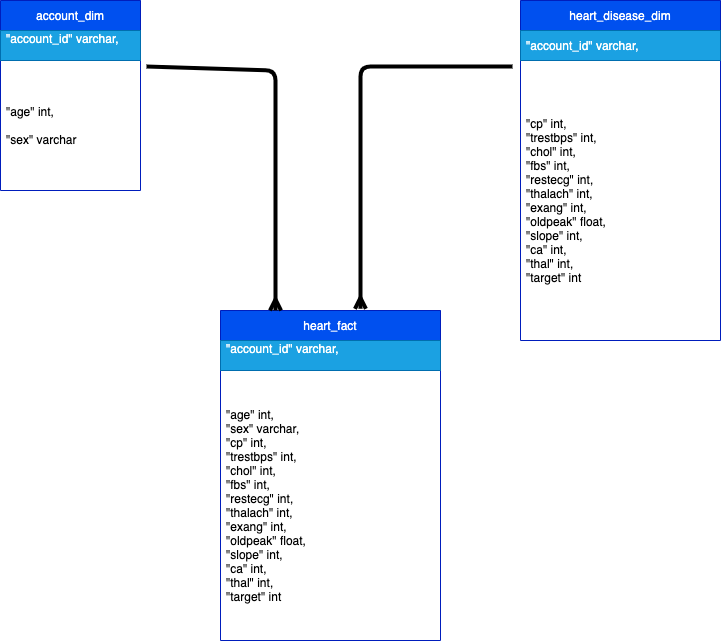 account_dim
"account_id" varchar,
"age" int,
"sex" varchar
heart_disease_dim
"account_id" varchar,
"cp" int,
"trestbps" int,
"chol" int,
"fbs" int,
"restecg" int,
"thalach" int,
"exang" int,
"oldpeak" float,
"slope" int,
"ca" int,
"thal" int,
"target" int
heart_fact
"account_id" varchar,
"age" int,
"sex" varchar,
"cp" int,
"trestbps" int,
"chol" int,
"fbs" int,
"restecg" int,
"thalach" int,
"exang" int,
"oldpeak" float,
"slope" int,
"ca" int,
"thal" int,
"target" int